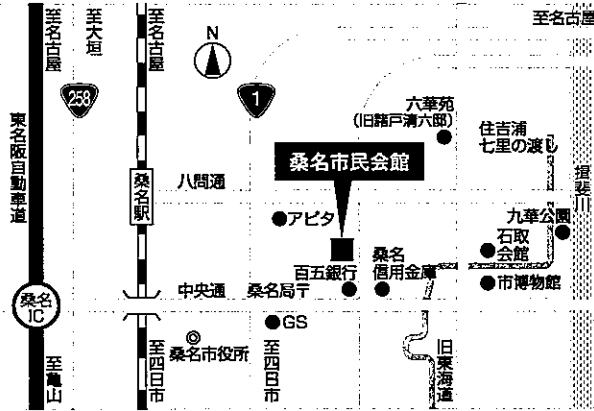 至名古屋
至大垣
至名古屋
至名古屋
N
258
1
六華苑
(旧諸戸清六邸)
住吉浦
七里の渡し
東名阪自動車道
桑名市民会館
揖斐川
八間通
桑名駅
アピタ
九華公園
石取
会館
桑名
信用金庫
百五銀行
市博物館
桑名
IC
中央通
桑名局〒
GS
桑名市役所
至亀山
至四日市
至四日市
旧東海道